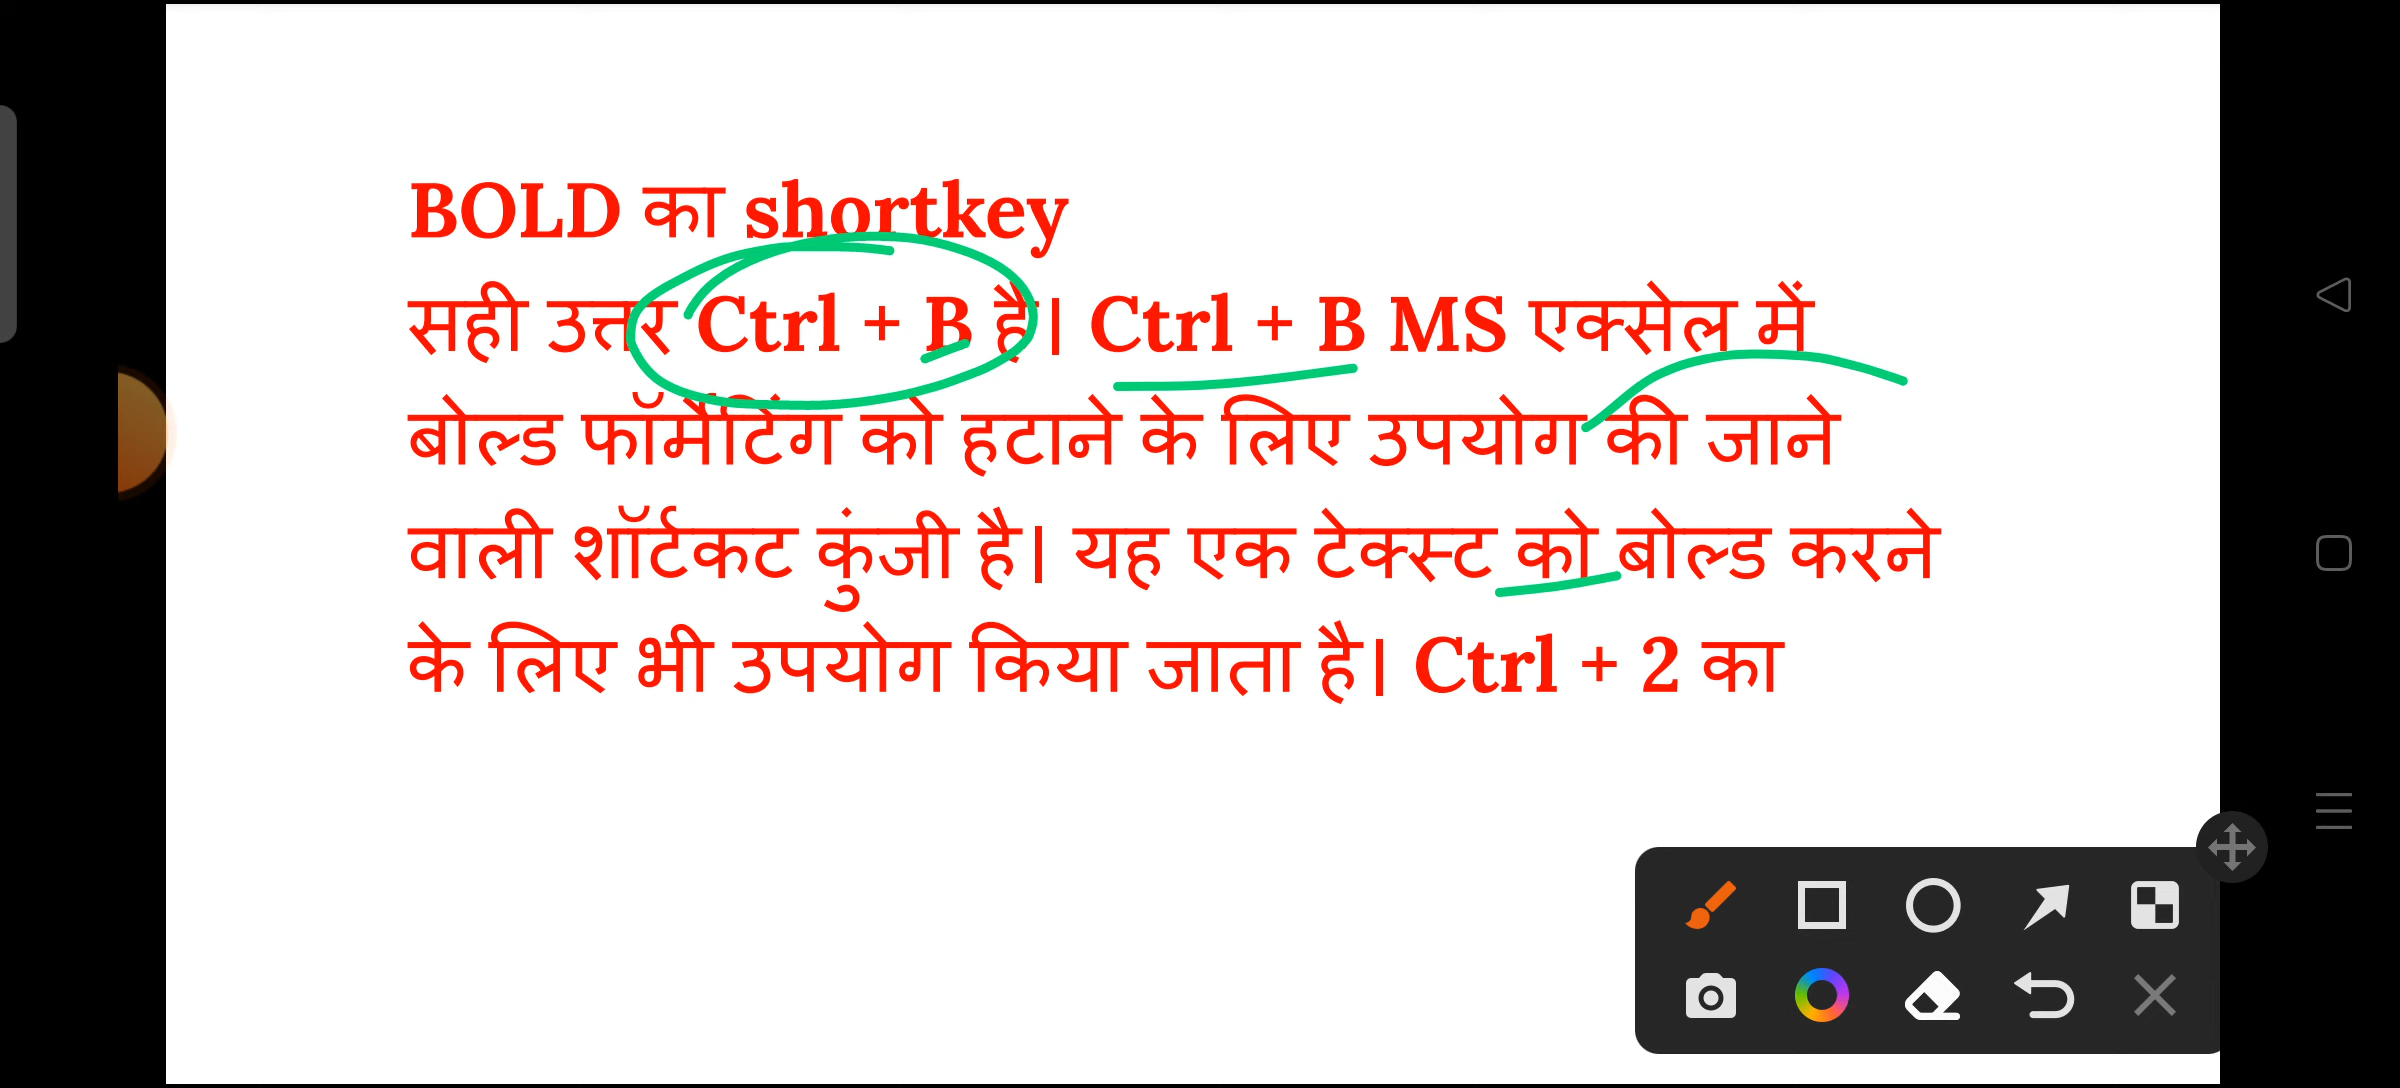 BOLD का shortkey
सही उत्तर Ctrl + B है। Ctrl + B MS एक्सेल में
बोल्ड फॉर्मेटिंग को हटाने के लिए उपयोग की जाने
वाली शॉर्टकट कुंजी है। यह एक टेक्स्ट को बोल्ड करने
के लिए भी उपयोग किया जाता है। Ctrl + 2 का